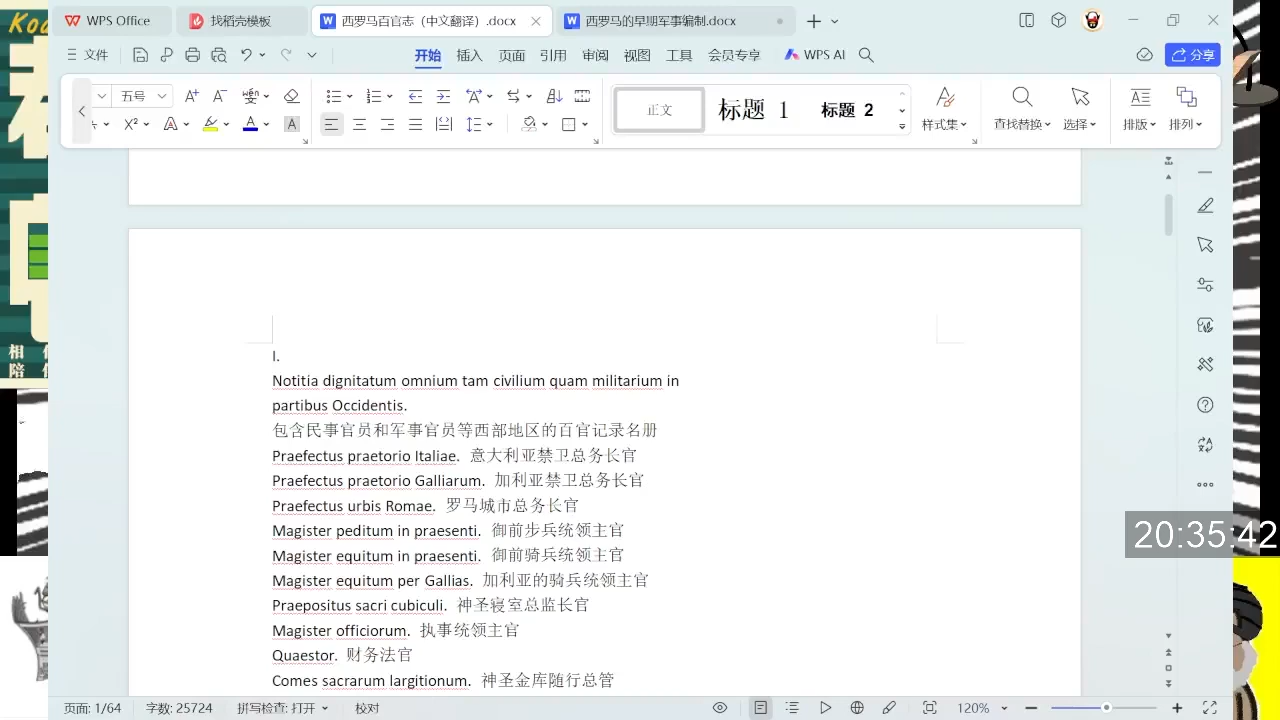 WPS Office
找稻壳模板
西罗马百官志（中文翻译）.docx
西罗马的早期军事编制.docx
文件
开始
插入
页面
引用
审阅
视图
工具
会员专享
WPS AI
分享
五号
正文
标题 1
标题 2
样式集
查找替换
选择
排版
排列
I.
Notitia dignitatum omnium tam civilium quam militarium in
partibus Occidentis.
包含民事官员和军事官员等西部地区的百官记录名册
Praefectus praetorio Italiae. 意大利亚禁卫总务长官
Praefectus praetorio Galliarum. 加利亚禁卫总务长官
Praefectus urbis Romae. 罗马城市总务长官
Magister peditum in praesenti. 御前步兵统领主官
Magister equitum in praesenti. 御前骑兵统领主官
Magister equitum per Gallias. 加利亚的骑兵统领主官
Praepositus sacri cubiculi. 神圣寝室总监长官
Magister officiorum. 执事统领主官
Quaestor. 财务法官
Comes sacrarum largitionum. 神圣金库随行总管
20:35:42
页面: 1/64
字数: 25724
拼写检查: 打开
校对
120%